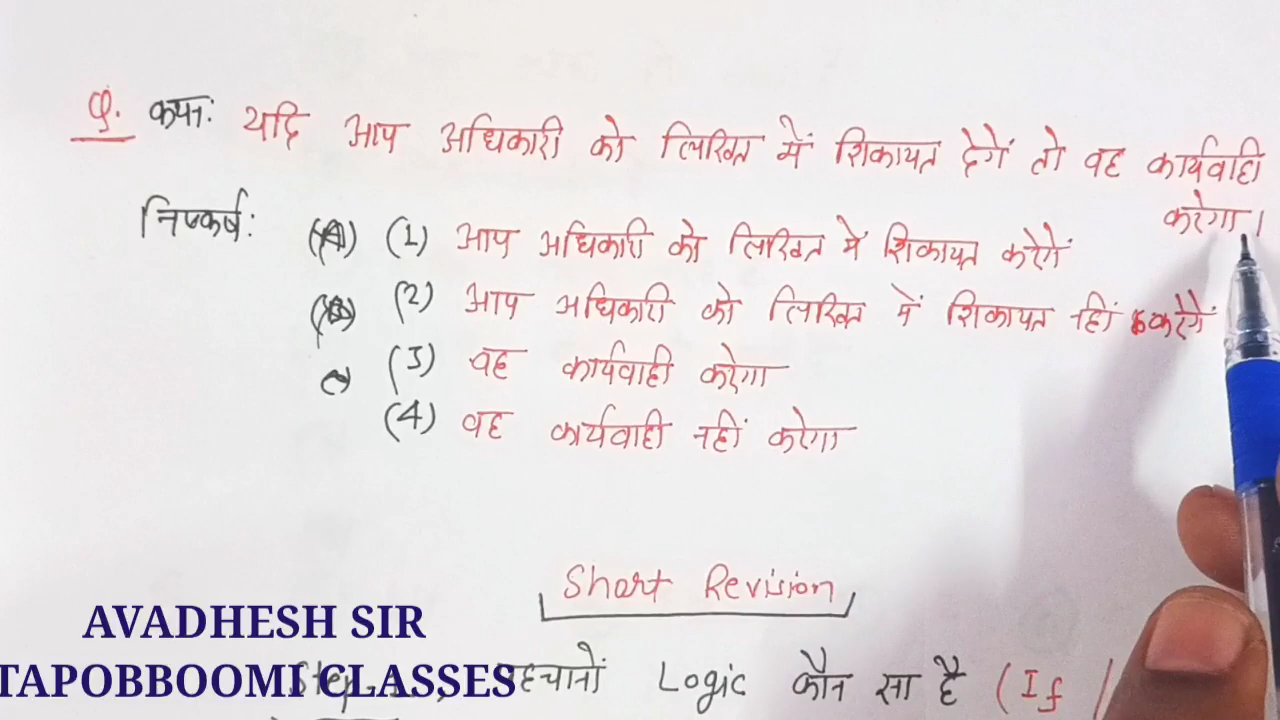 Q. कथन: यदि आप अधिकारी को लिखित में शिकायत देगें तो वह कार्यवाही
करेगा।
निष्कर्ष: (A) (1) आप अधिकारी को लिखित में शिकायत करेगें
(B) (2) आप अधिकारी को लिखित में शिकायत नहीं करेगें
(3) वह कार्यवाही करेगा
(4) वह कार्यवाही नहीं करेगा
Short Revision
AVADHESH SIR
TAPOBBOOMI CLASSES
Step पहचानों Logic कौन सा है (If /